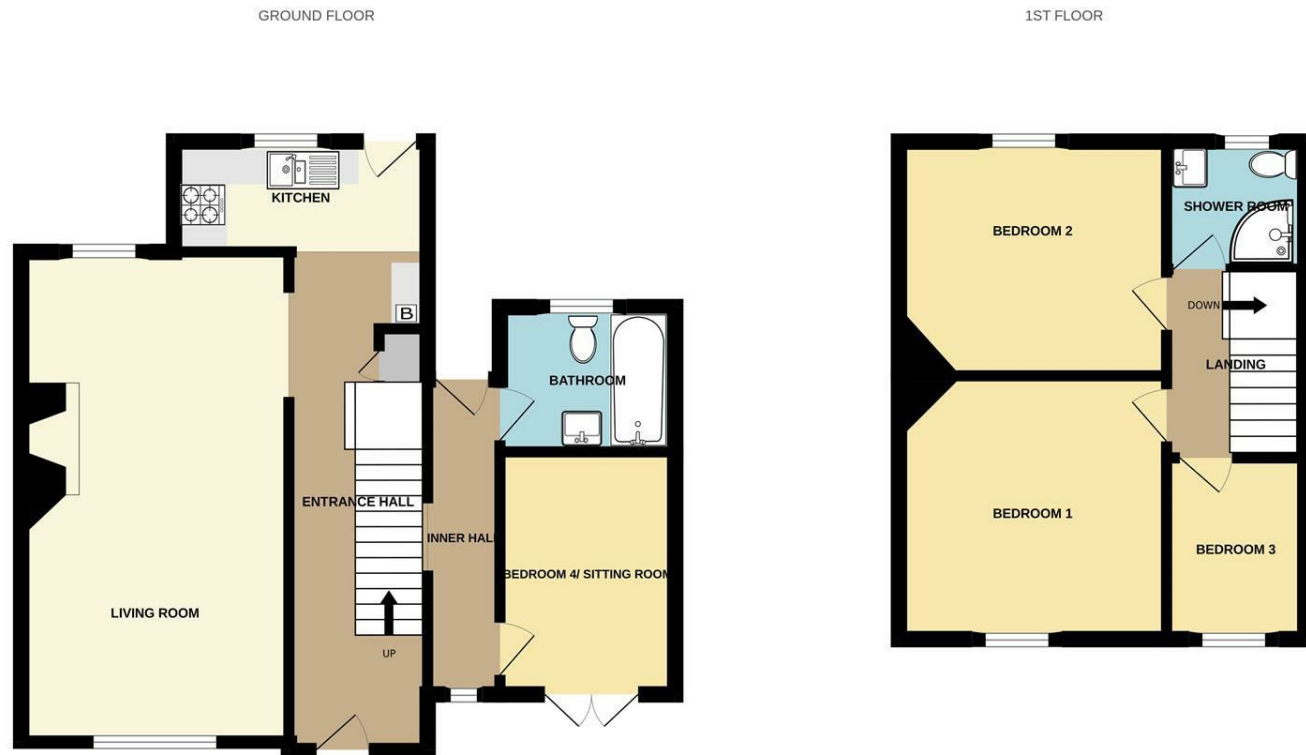 GROUND FLOOR
KITCHEN
B
BATHROOM
ENTRANCE HALL
INNER HALL
BEDROOM 4/ SITTING ROOM
LIVING ROOM
UP
1ST FLOOR
SHOWER ROOM
BEDROOM 2
DOWN
LANDING
BEDROOM 1
BEDROOM 3